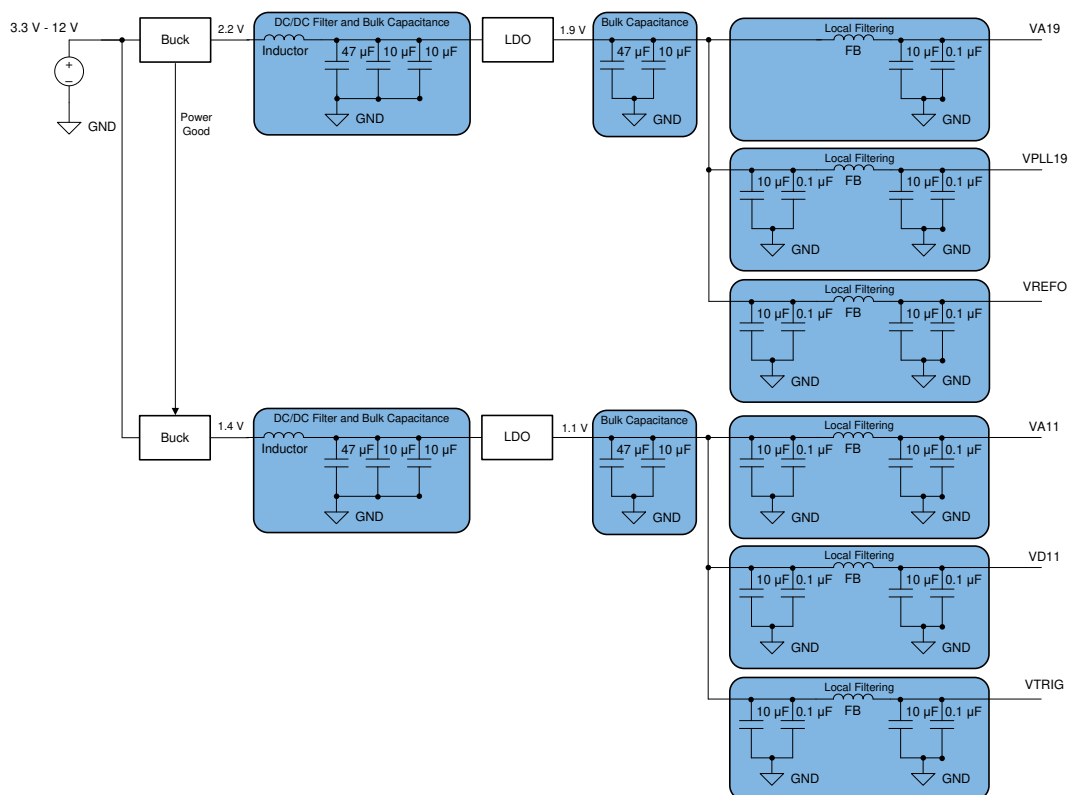 3.3 V - 12 V
+
−
GND
Buck
Power
Good
2.2 V
DC/DC Filter and Bulk Capacitance
Inductor
47 µF
10 µF
10 µF
GND
LDO
1.9 V
Bulk Capacitance
47 µF
10 µF
GND
Local Filtering
FB
10 µF
0.1 µF
GND
VA19
Local Filtering
10 µF
0.1 µF
FB
10 µF
0.1 µF
GND
GND
VPLL19
Local Filtering
10 µF
0.1 µF
FB
10 µF
0.1 µF
GND
GND
VREFO
Buck
1.4 V
DC/DC Filter and Bulk Capacitance
Inductor
47 µF
10 µF
10 µF
GND
LDO
1.1 V
Bulk Capacitance
47 µF
10 µF
GND
Local Filtering
10 µF
0.1 µF
FB
10 µF
0.1 µF
GND
GND
VA11
Local Filtering
10 µF
0.1 µF
FB
10 µF
0.1 µF
GND
GND
VD11
Local Filtering
10 µF
0.1 µF
FB
10 µF
0.1 µF
GND
GND
VTRIG